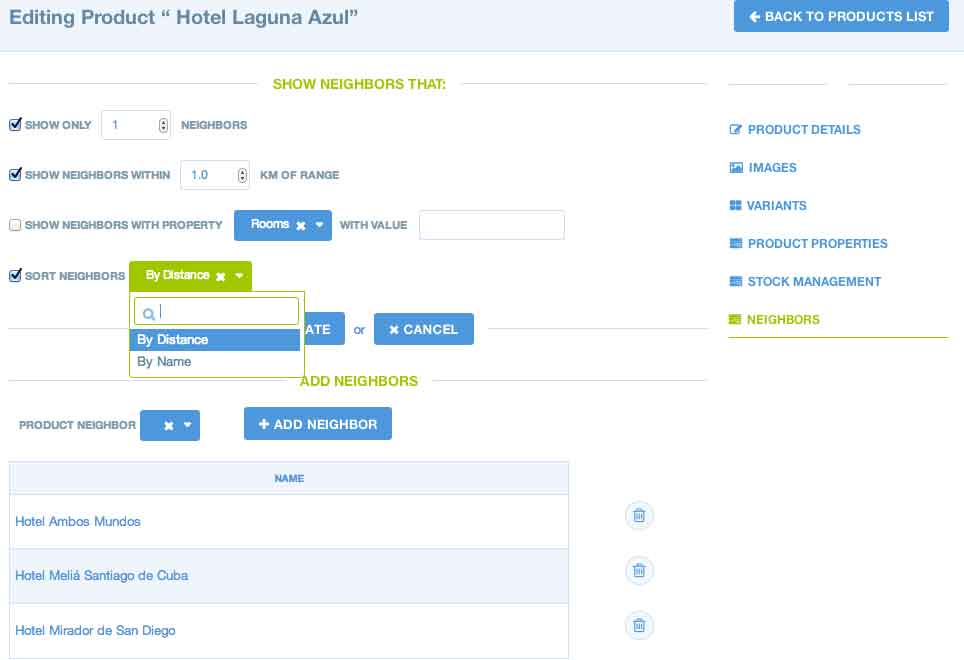 Editing Product “ Hotel Laguna Azul”
BACK TO PRODUCTS LIST
SHOW NEIGHBORS THAT:
SHOW ONLY 1 NEIGHBORS
SHOW NEIGHBORS WITHIN 1.0 KM OF RANGE
SHOW NEIGHBORS WITH PROPERTY Rooms WITH VALUE
SORT NEIGHBORS By Distance
By Distance
By Name
ATE or CANCEL
ADD NEIGHBORS
PRODUCT NEIGHBOR ADD NEIGHBOR
NAME
Hotel Ambos Mundos
Hotel Meliá Santiago de Cuba
Hotel Mirador de San Diego
PRODUCT DETAILS
IMAGES
VARIANTS
PRODUCT PROPERTIES
STOCK MANAGEMENT
NEIGHBORS